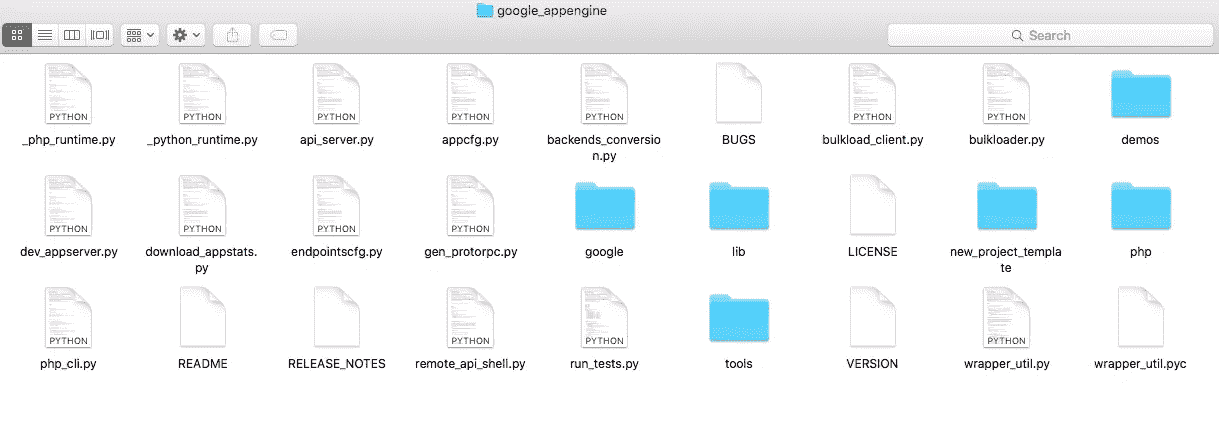 google_appengine
Search
PYTHON PYTHON PYTHON PYTHON PYTHON PYTHON PYTHON
_php_runtime.py _python_runtime.py api_server.py appcfg.py backends_conversio BUGS bulkload_client.py bulkloader.py demos
n.py
PYTHON PYTHON PYTHON PYTHON
dev_appserver.py download_appstats. endpointscfg.py gen_protorpc.py google lib LICENSE new_project_templa php
py te
PYTHON PYTHON PYTHON PYTHON
php_cli.py README RELEASE_NOTES remote_api_shell.py run_tests.py tools VERSION wrapper_util.py wrapper_util.pyc